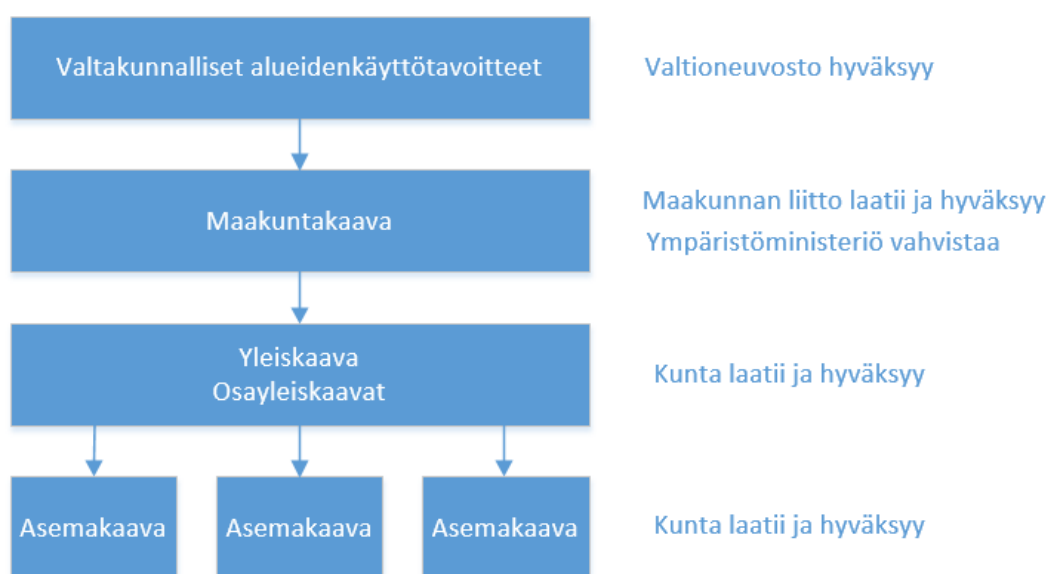 Valtakunnalliset alueidenkäyttötavoitteet
Valtioneuvosto hyväksyy
Maakuntakaava
Maakunnan liitto laatii ja hyväksyy
Ympäristöministeriö vahvistaa
Yleiskaava
Osayleiskaavat
Kunta laatii ja hyväksyy
Asemakaava
Asemakaava
Asemakaava
Kunta laatii ja hyväksyy